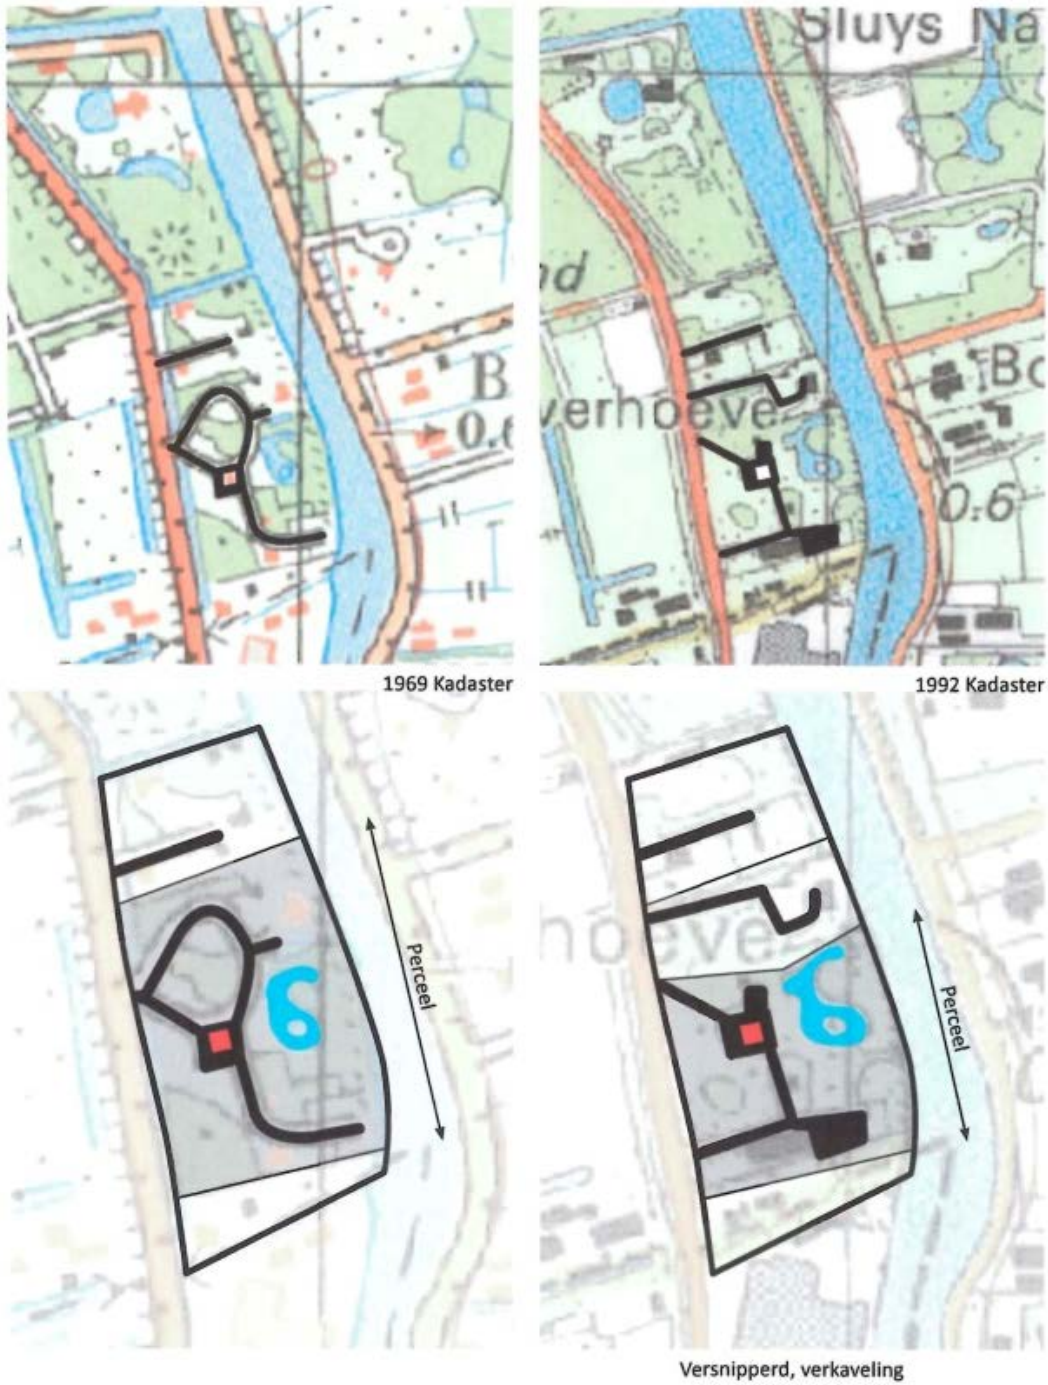 B
0.6
1969 Kadaster
Sluys Na
nd
verhoeve
Bo
0.6
1992 Kadaster
Perceel
hoeve
Perceel
Versnipperd, verkaveling